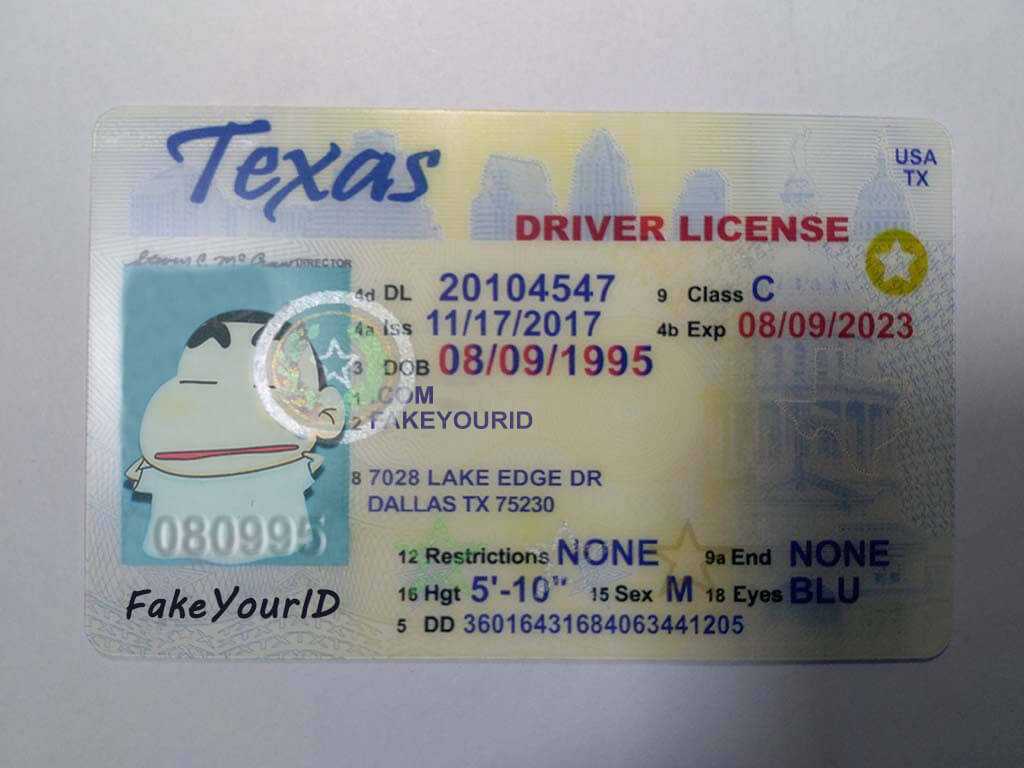 Texas
USA
TX
DRIVER LICENSE
DIRECTOR
4d DL 20104547 9 Class C
4a Iss 11/17/2017 4b Exp 08/09/2023
3 DOB 08/09/1995
1 .COM
2 FAKEYOURID
8 7028 LAKE EDGE DR
DALLAS TX 75230
080995
12 Restrictions NONE 9a End NONE
16 Hgt 5'-10" 15 Sex M 18 Eyes BLU
FakeYourID
5 DD 36016431684063441205